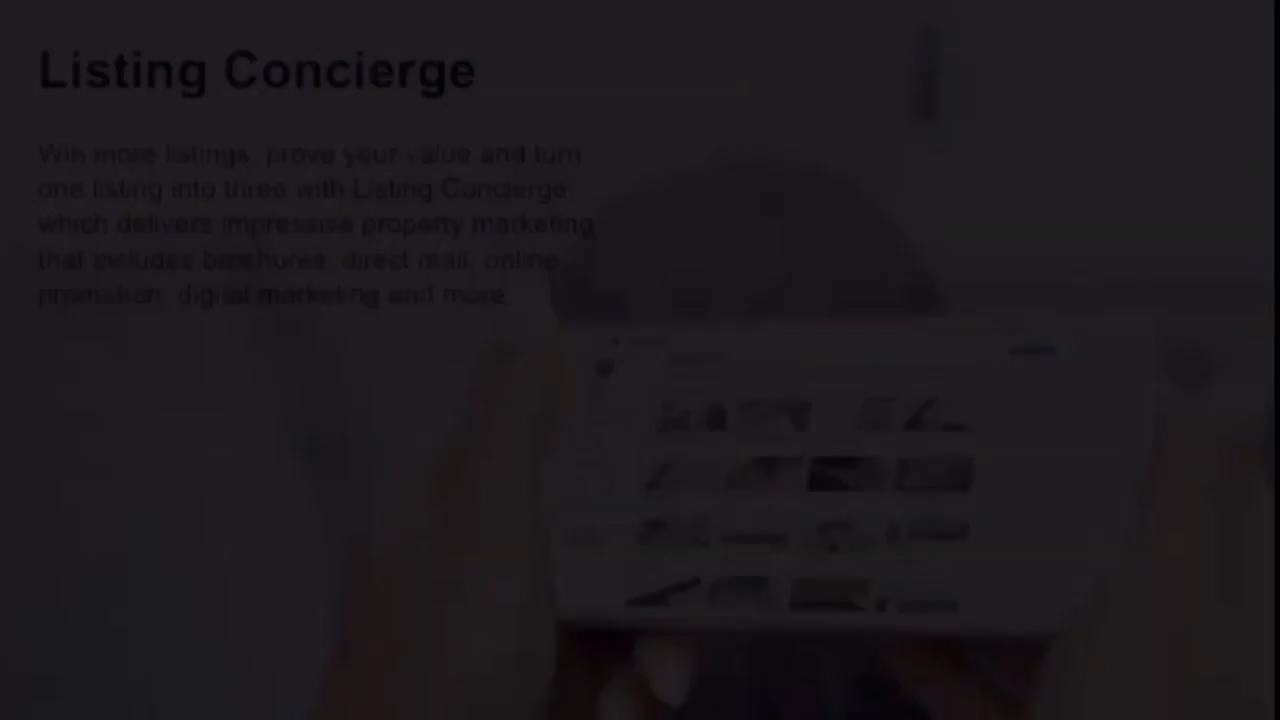 Listing Concierge
Win more listings, prove your value and turn
one listing into three with Listing Concierge
which delivers impressive property marketing
that includes brochures, direct mail, online
promotion, digital marketing and more.